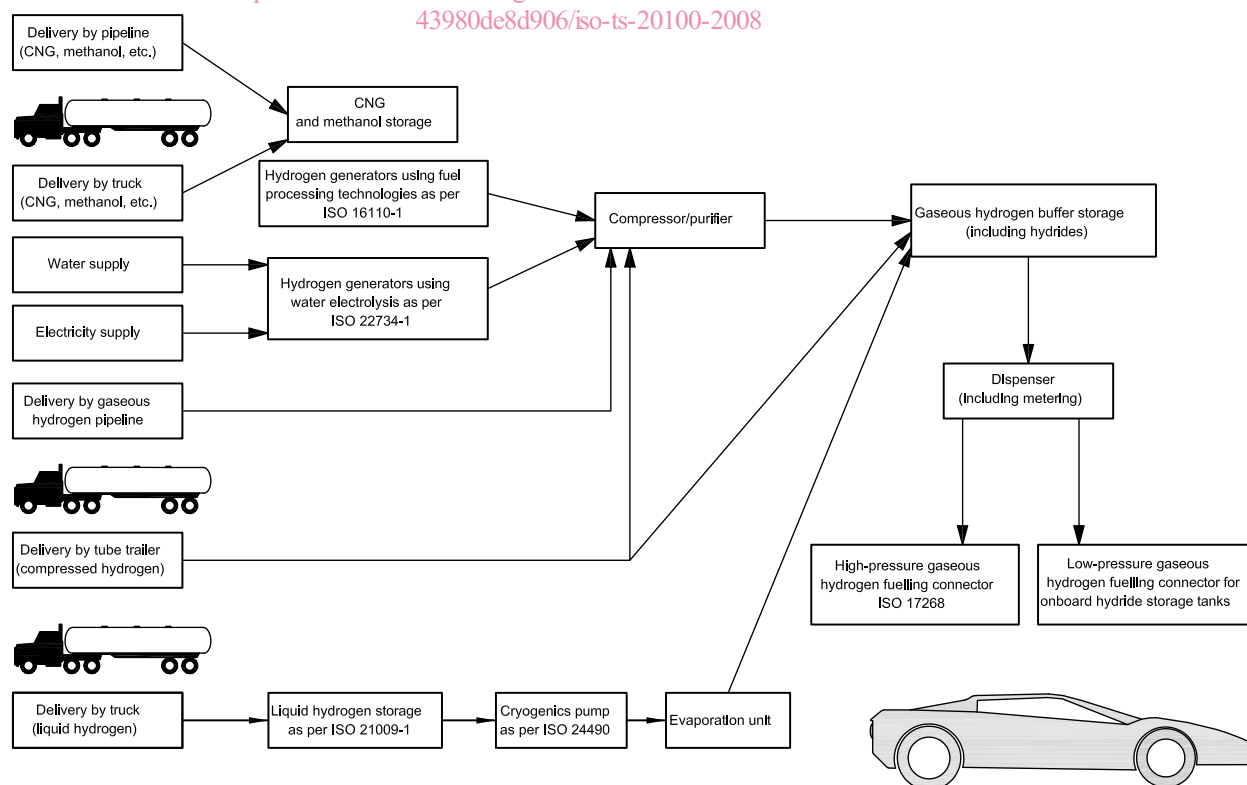 43980de8d906/iso-ts-20100-2008
Delivery by pipeline
(CNG, methanol, etc.)
CNG
and methanol storage
Delivery by truck
(CNG, methanol, etc.)
Hydrogen generators using fuel
processing technologies as per
ISO 16110-1
Compressor/purifier
Gaseous hydrogen buffer storage
(including hydrides)
Water supply
Hydrogen generators using
water electrolysis as per
ISO 22734-1
Electricity supply
Dispenser
(including metering)
Delivery by gaseous
hydrogen pipeline
Delivery by tube trailer
(compressed hydrogen)
High-pressure gaseous
hydrogen fuelling connector
ISO 17268
Low-pressure gaseous
hydrogen fuelling connector for
onboard hydride storage tanks
Delivery by truck
(liquid hydrogen)
Liquid hydrogen storage
as per ISO 21009-1
Cryogenics pump
as per ISO 24490
Evaporation unit